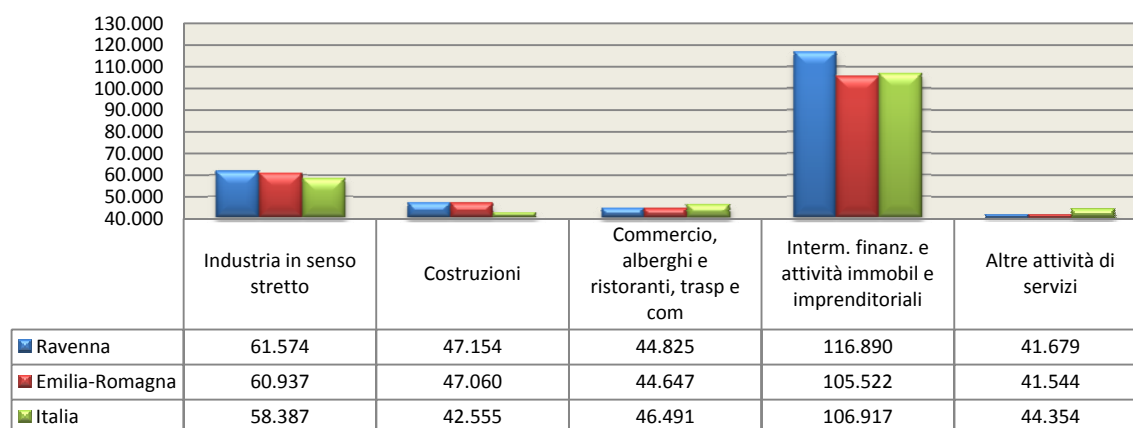 130.000
120.000
110.000
100.000
90.000
80.000
70.000
60.000
50.000
40.000
Industria in senso
stretto
Costruzioni
Commercio,
alberghi e
ristoranti, trasp e
com
Interm. finanz. e
attività immobil e
imprenditoriali
Altre attività di
servizi
Ravenna 61.574 47.154 44.825 116.890 41.679
Emilia-Romagna 60.937 47.060 44.647 105.522 41.544
Italia 58.387 42.555 46.491 106.917 44.354